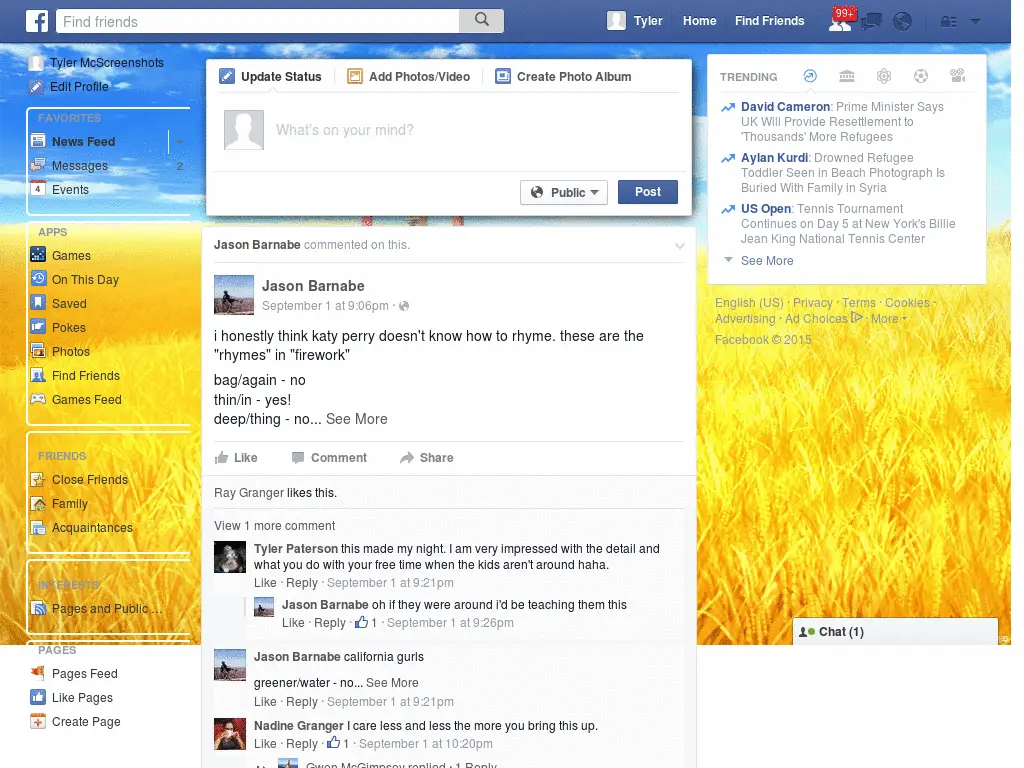 Find friends
Tyler
Home
Find Friends
99+
Tyler McScreenshots
Edit Profile
FAVORITES
News Feed
Messages 2
4 Events
APPS
Games
On This Day
Saved
Pokes
Photos
Find Friends
Games Feed
FRIENDS
Close Friends
Family
Acquaintances
INTERESTS
Pages and Public ...
PAGES
Pages Feed
Like Pages
Create Page
Update Status
Add Photos/Video
Create Photo Album
What's on your mind?
Public
Post
Jason Barnabe commented on this.
Jason Barnabe
September 1 at 9:06pm ·
i honestly think katy perry doesn't know how to rhyme. these are the
"rhymes" in "firework"
bag/again - no
thin/in - yes!
deep/thing - no... See More
Like
Comment
Share
Ray Granger likes this.
View 1 more comment
Tyler Paterson this made my night. I am very impressed with the detail and
what you do with your free time when the kids aren't around haha.
Like · Reply · September 1 at 9:21pm
Jason Barnabe oh if they were around i'd be teaching them this
Like · Reply · 1 · September 1 at 9:26pm
Jason Barnabe california gurls
greener/water - no... See More
Like · Reply · September 1 at 9:21pm
Nadine Granger I care less and less the more you bring this up.
Like · Reply · 1 · September 1 at 10:20pm
Gwen McGimpsey replied · 1 Reply
TRENDING
David Cameron: Prime Minister Says
UK Will Provide Resettlement to
'Thousands' More Refugees
Aylan Kurdi: Drowned Refugee
Toddler Seen in Beach Photograph Is
Buried With Family in Syria
US Open: Tennis Tournament
Continues on Day 5 at New York's Billie
Jean King National Tennis Center
See More
English (US) · Privacy · Terms · Cookies ·
Advertising · Ad Choices · More
Facebook © 2015
Chat (1)